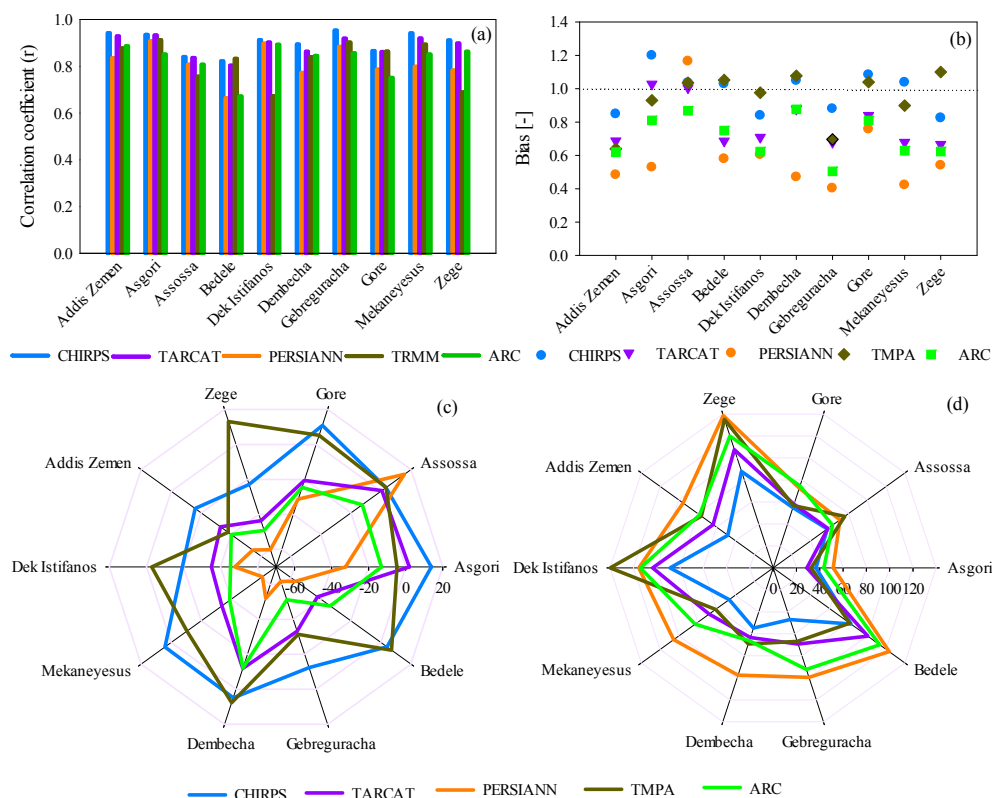 (a)
Correlation coefficient (r)
1.0
0.8
0.6
0.4
0.2
0.0
Addis Zemen
Asgori
Assossa
Bedele
Dek Istifanos
Dembecha
Gebreguracha
Gore
Mekaneyesus
Zege
CHIRPS TARCAT PERSIANN TRMM ARC
(b)
Bias [-]
1.4
1.2
1.0
0.8
0.6
0.4
0.2
0.0
Addis Zemen
Asgori
Assossa
Bedele
Dek Istifanos
Dembecha
Gebreguracha
Gore
Mekaneyesus
Zege
CHIRPS TARCAT PERSIANN TMPA ARC
(c)
Zege Gore
Addis Zemen Assossa
Dek Istifanos Asgori
-60 -40 -20 0 20
Mekaneyesus Bedele
Dembecha Gebreguracha
(d)
Zege Gore
Addis Zemen Assossa
Dek Istifanos Asgori
0 20 40 60 80 100 120
Mekaneyesus Bedele
Dembecha Gebreguracha
CHIRPS TARCAT PERSIANN TMPA ARC